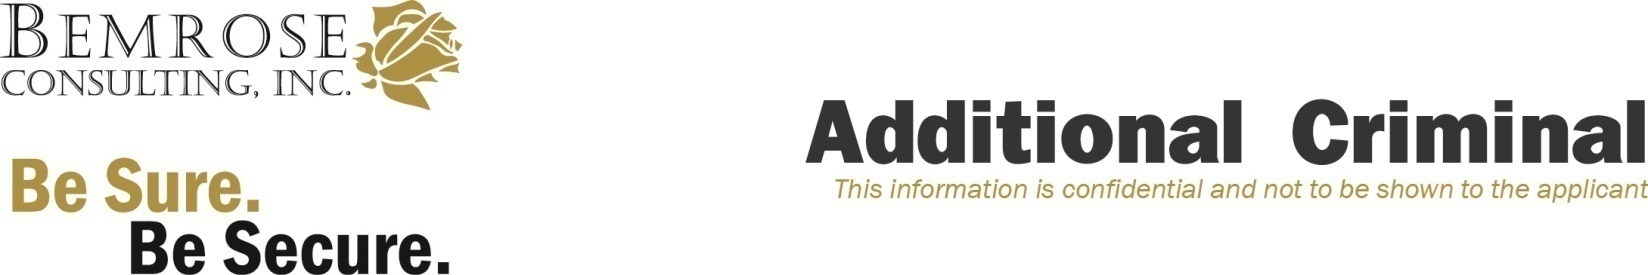 BEMROSE
CONSULTING, INC.
Be Sure.
Be Secure.
Additional Criminal
This information is confidential and not to be shown to the applicant